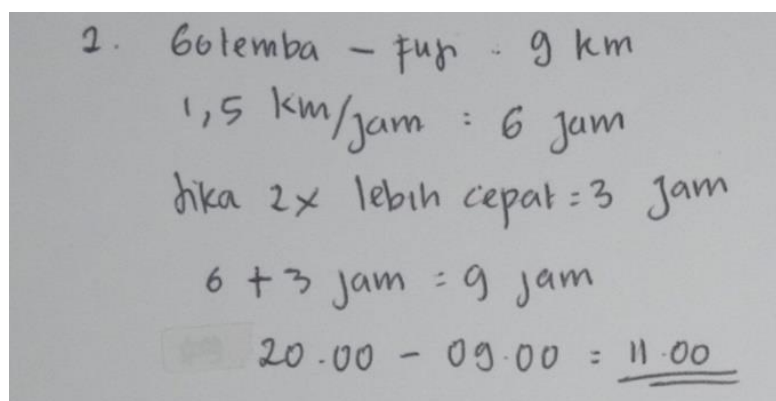 2. Gotemba - Fuji . 9 km
1,5 km/jam : 6 jam
Jika 2x lebih cepat = 3 Jam
6 + 3 jam = 9 jam
20.00 - 09.00 = 11.00